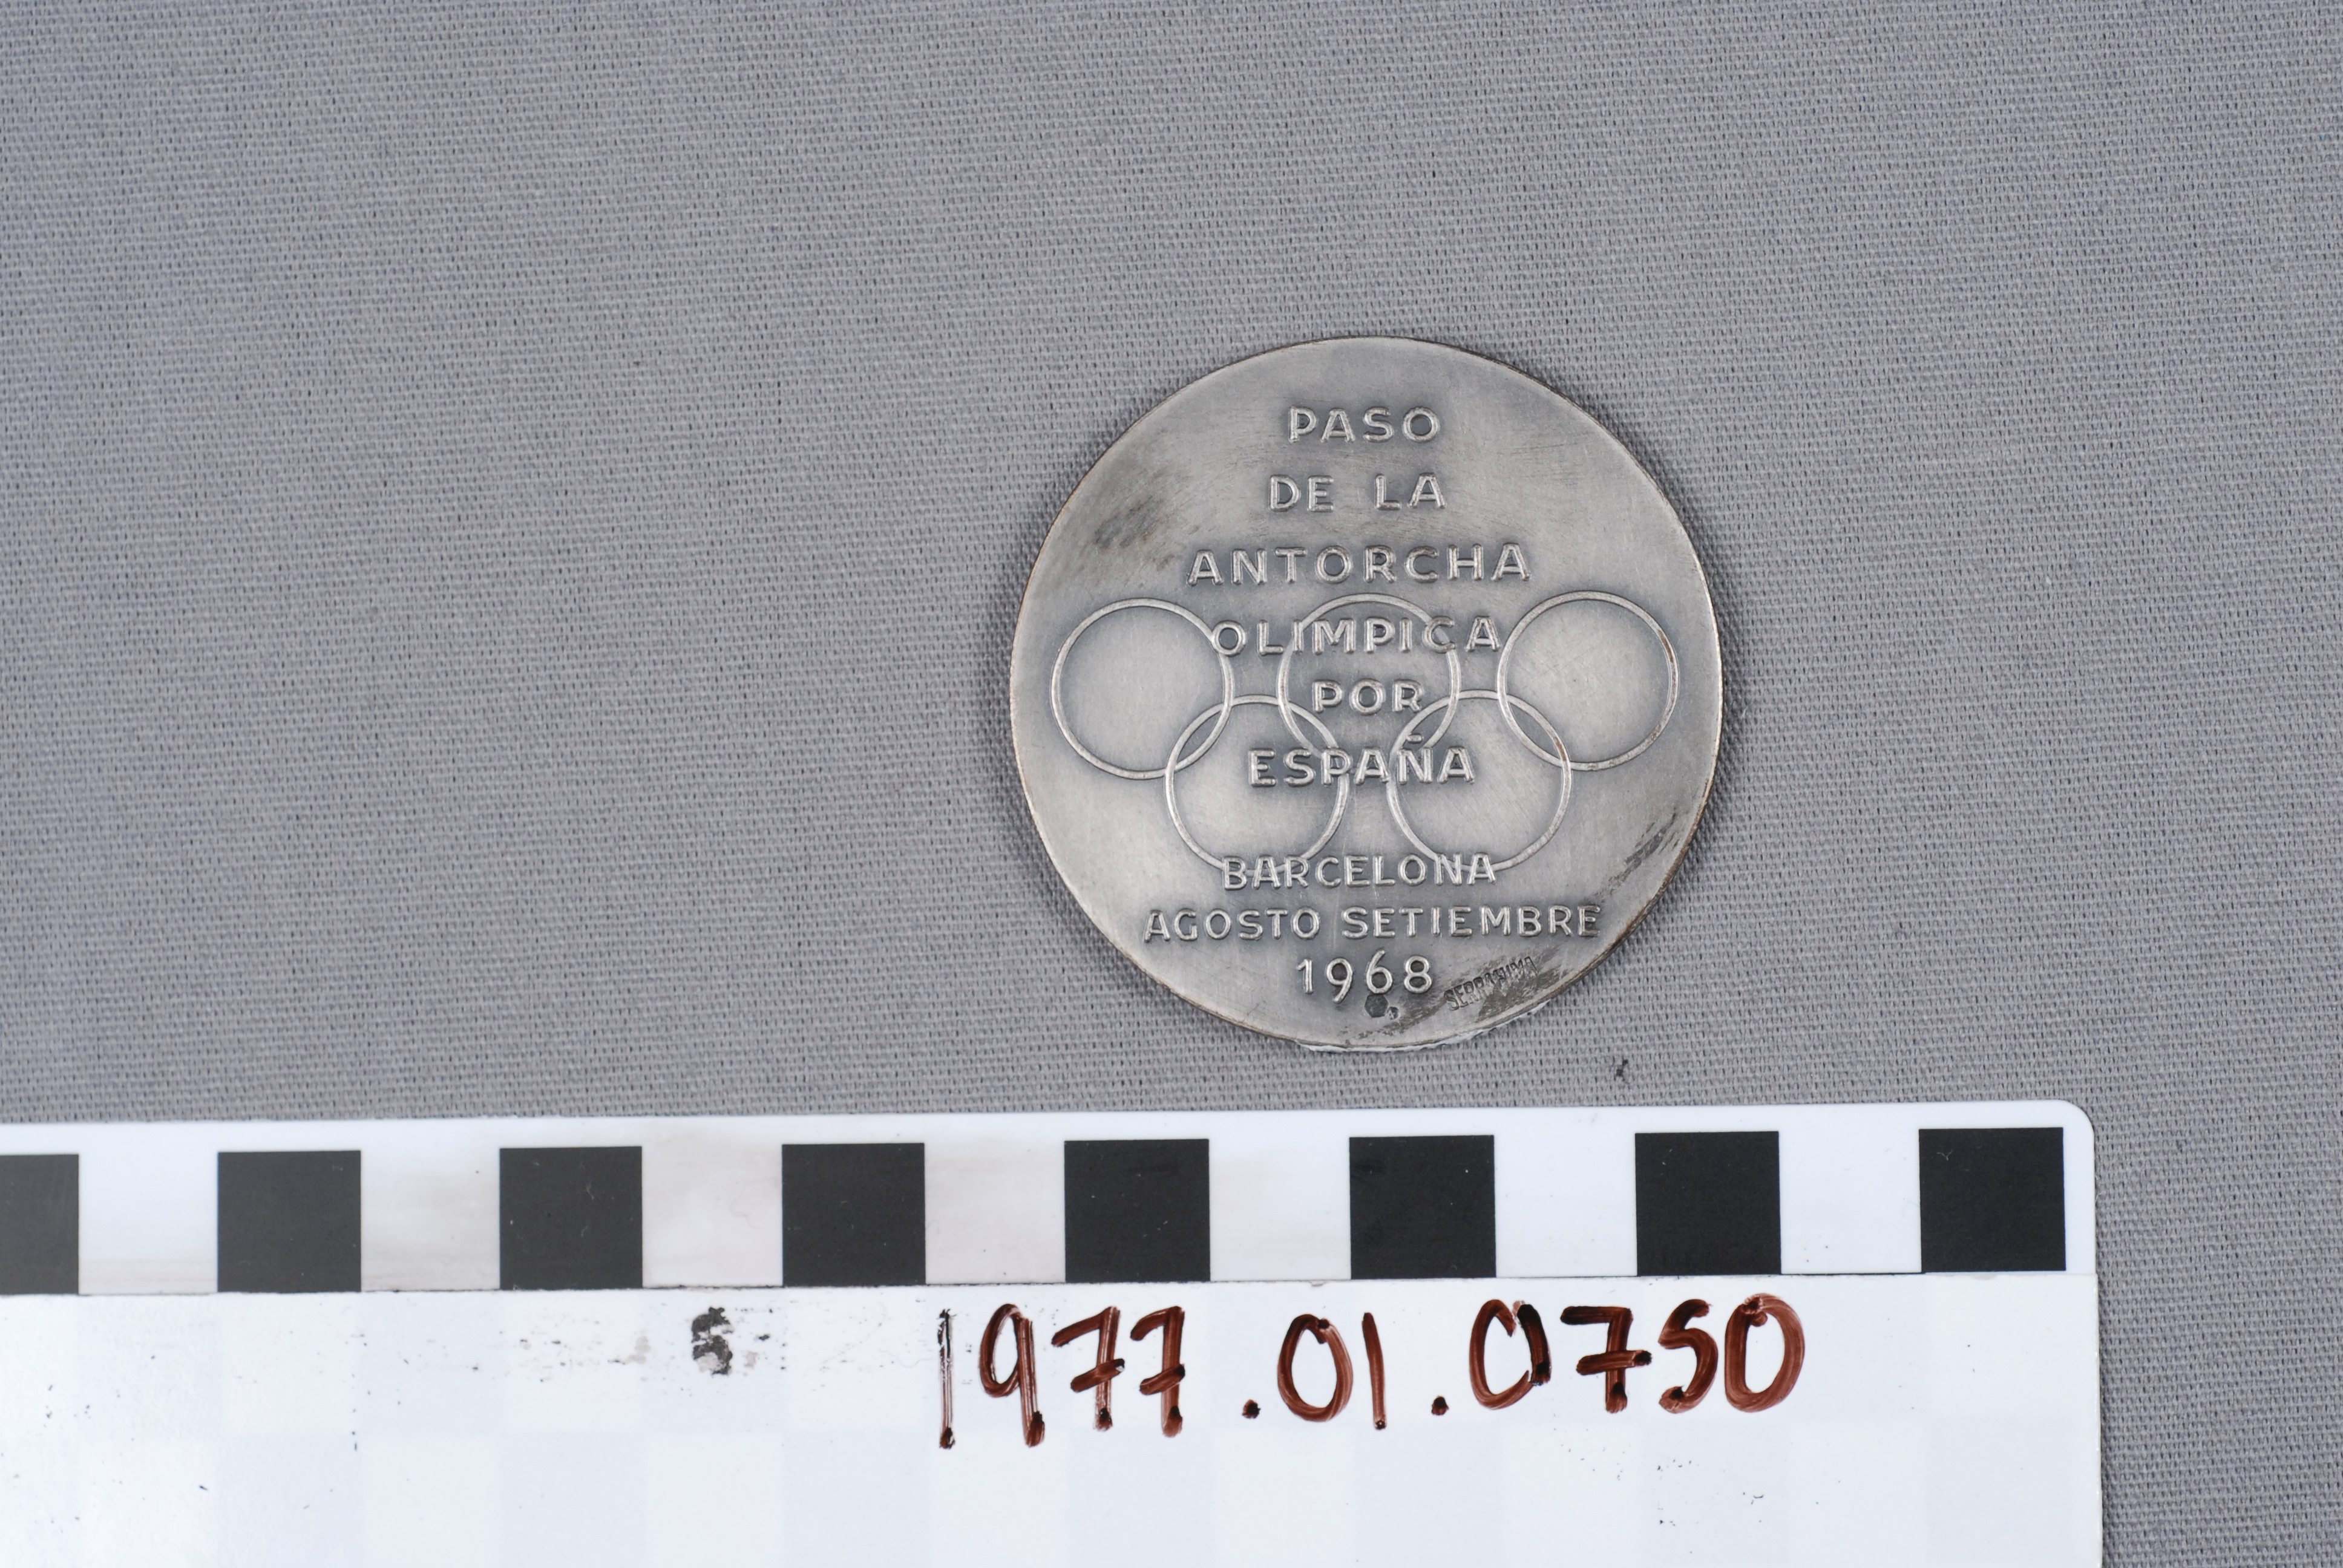 PASO
DE LA
ANTORCHA
OLIMPICA
POR
ESPAÑA
BARCELONA
AGOSTO SETIEMBRE
1968
1977.01.0750